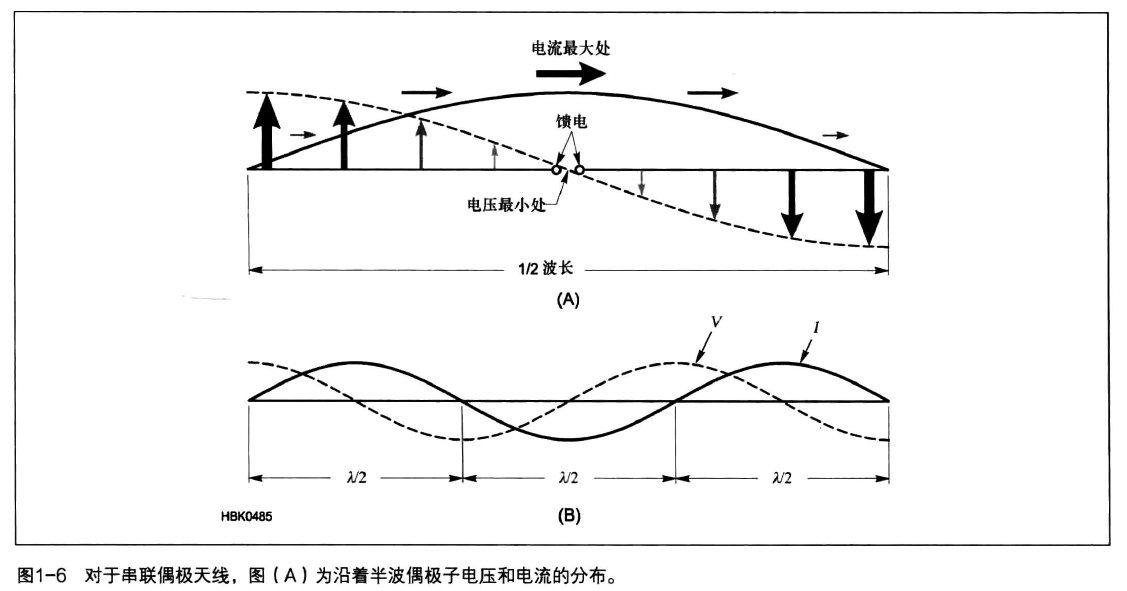 电流最大处
馈电
电压最小处
1/2 波长
(A)
V
I
λ/2
λ/2
λ/2
HBK0485
(B)
图1-6 对于串联偶极天线，图（A）为沿着半波偶极子电压和电流的分布。